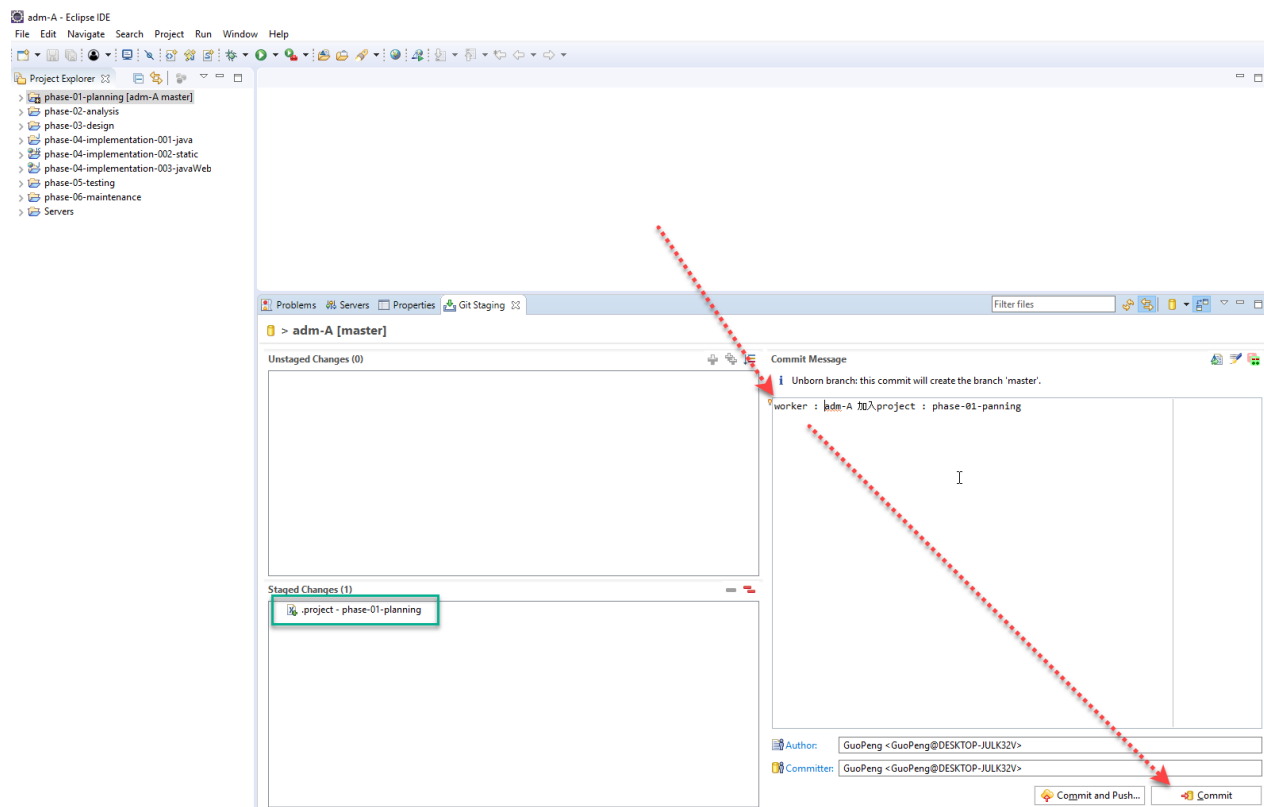 adm-A - Eclipse IDE
File Edit Navigate Search Project Run Window Help
Project Explorer
phase-01-planning [adm-A master]
phase-02-analysis
phase-03-design
phase-04-implementation-001-java
phase-04-implementation-002-static
phase-04-implementation-003-javaWeb
phase-05-testing
phase-06-maintenance
Servers
Problems Servers Properties Git Staging Filter files
> adm-A [master]
Unstaged Changes (0)
Commit Message
Unborn branch: this commit will create the branch 'master'.
worker : adm-A 加入project : phase-01-panning
Staged Changes (1)
.project - phase-01-planning
Author: GuoPeng <GuoPeng@DESKTOP-JULK32V>
Committer: GuoPeng <GuoPeng@DESKTOP-JULK32V>
Commit and Push... Commit